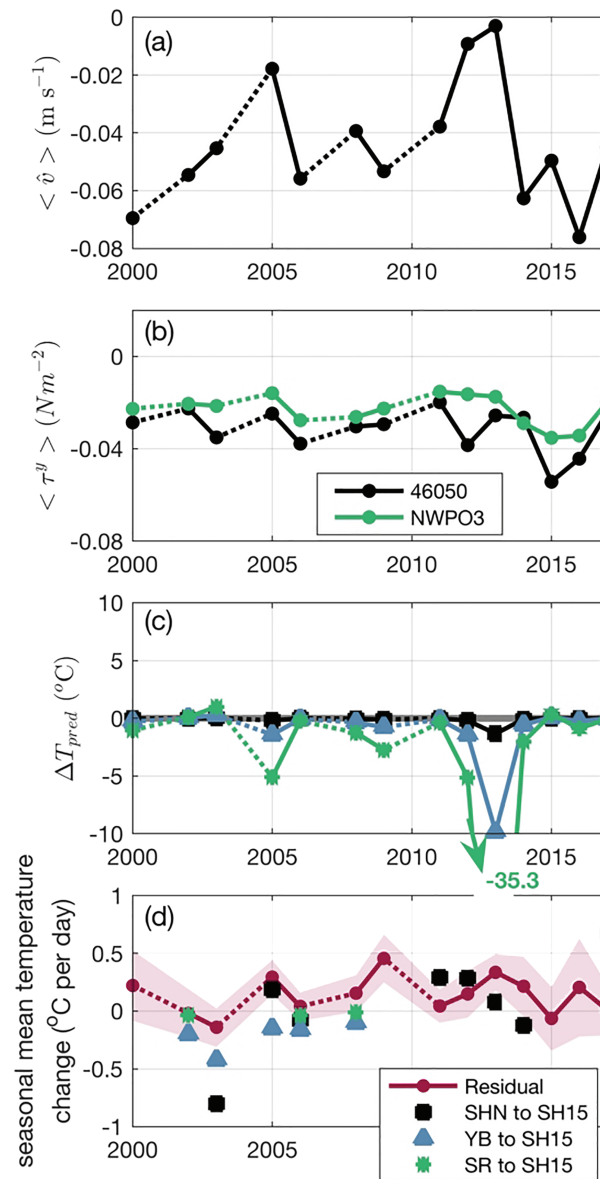 (a)
< v̂ > (m s⁻¹)
0
-0.02
-0.04
-0.06
-0.08
2000
2005
2010
2015
(b)
< τʸ > (Nm⁻²)
0
-0.04
-0.08
46050
NWPO3
2000
2005
2010
2015
(c)
ΔT_pred (°C)
10
5
0
-5
-10
2000
2005
2010
2015
-35.3
(d)
seasonal mean temperature
change (°C per day)
1
0.5
0
-0.5
-1
Residual
SHN to SH15
YB to SH15
SR to SH15
2000
2005
2010
2015